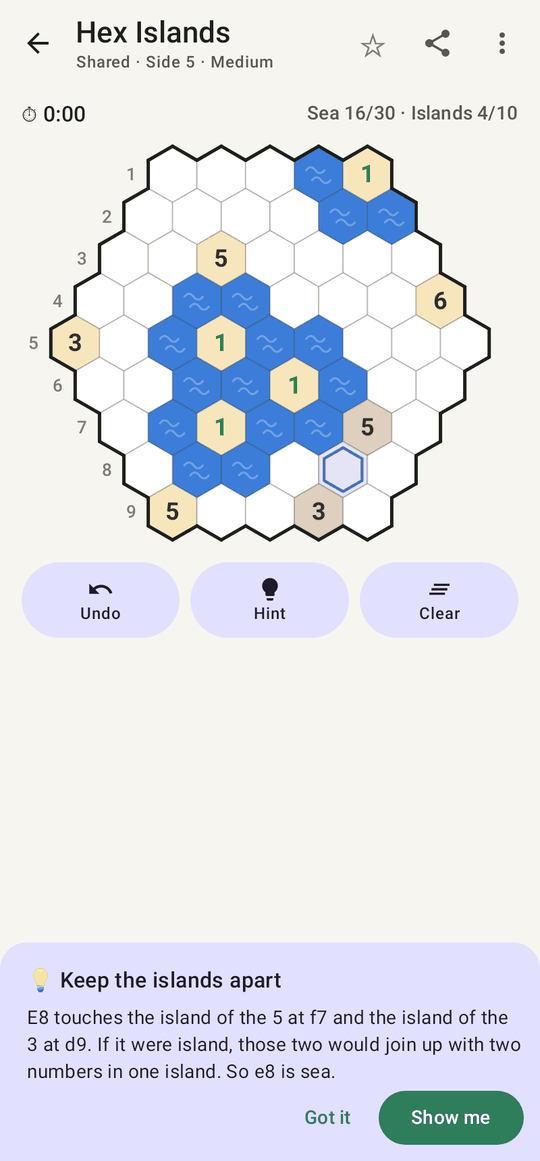 Hex Islands
Shared · Side 5 · Medium
0:00
Sea 16/30 · Islands 4/10
1 1
2
3 5
4 6
5 3 1
6 1
7 1 5
8
9 5 3
Undo
Hint
Clear
Keep the islands apart
E8 touches the island of the 5 at f7 and the island of the
3 at d9. If it were island, those two would join up with two
numbers in one island. So e8 is sea.
Got it
Show me